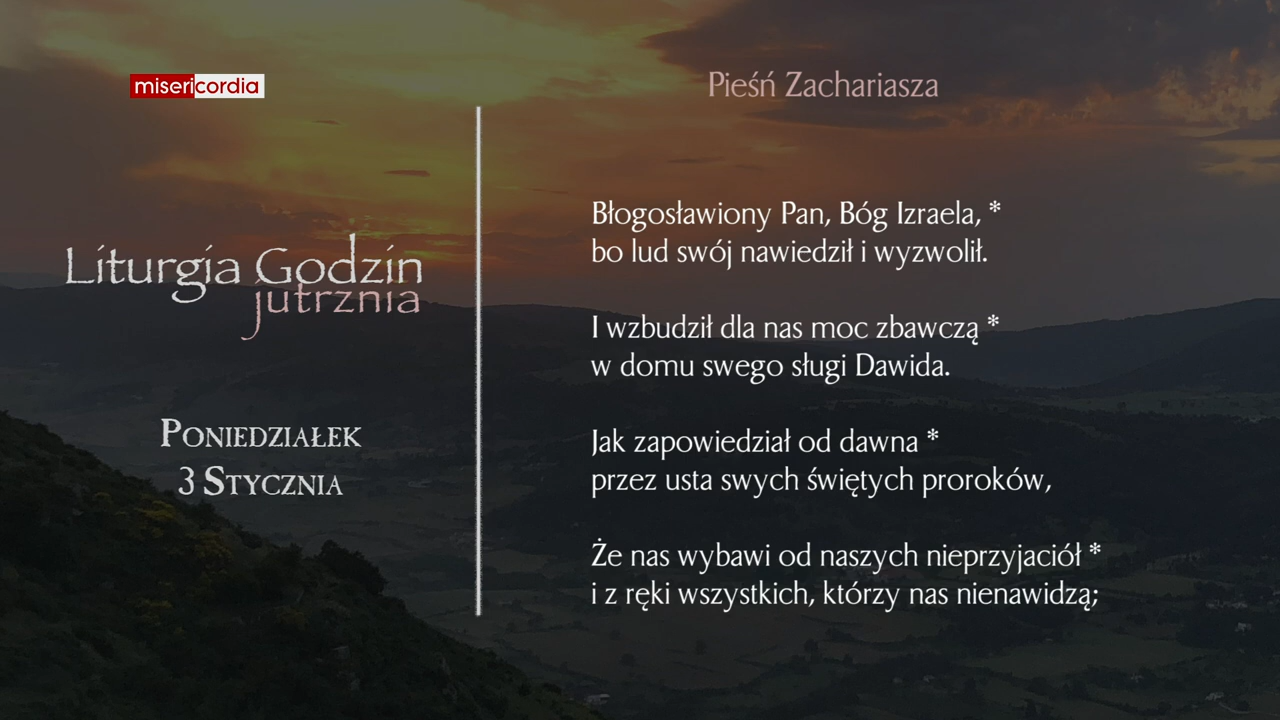 misericordia
Liturgia Godzin
jutrznia
Poniedziałek
3 Stycznia
Pieśń Zachariasza
Błogosławiony Pan, Bóg Izraela, *
bo lud swój nawiedził i wyzwolił.
I wzbudził dla nas moc zbawczą *
w domu swego sługi Dawida.
Jak zapowiedział od dawna *
przez usta swych świętych proroków,
Że nas wybawi od naszych nieprzyjaciół *
i z ręki wszystkich, którzy nas nienawidzą;